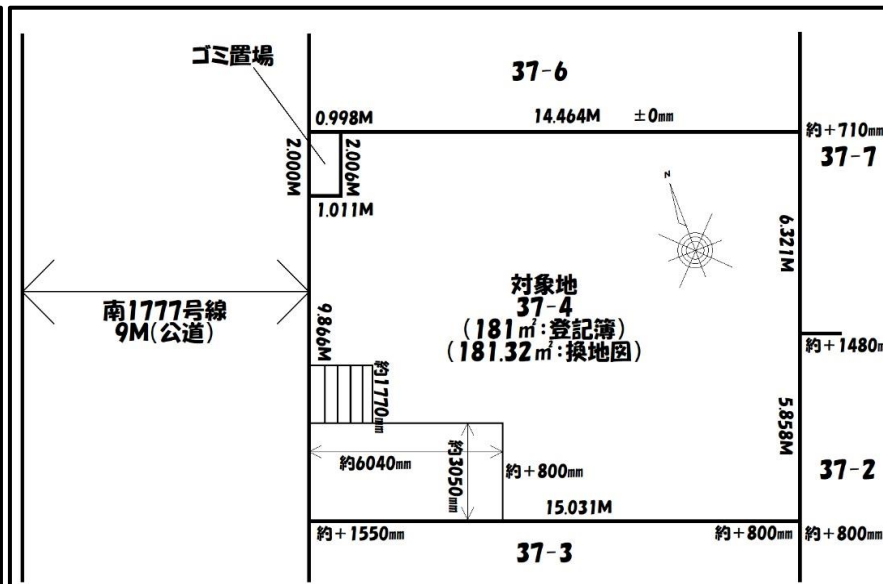 ゴミ置場
37-6
0.998M
14.464M
±0㎜
約+710㎜
37-7
2.000M
2.006M
1.011M
N
6.321M
対象地
37-4
(181㎡:登記簿)
(181.32㎡:換地図)
南1777号線
9M(公道)
9.866M
約+1480㎜
約1770㎜
5.858M
約6040㎜
約3050㎜
約+800㎜
37-2
15.031M
約+1550㎜
37-3
約+800㎜
約+800㎜